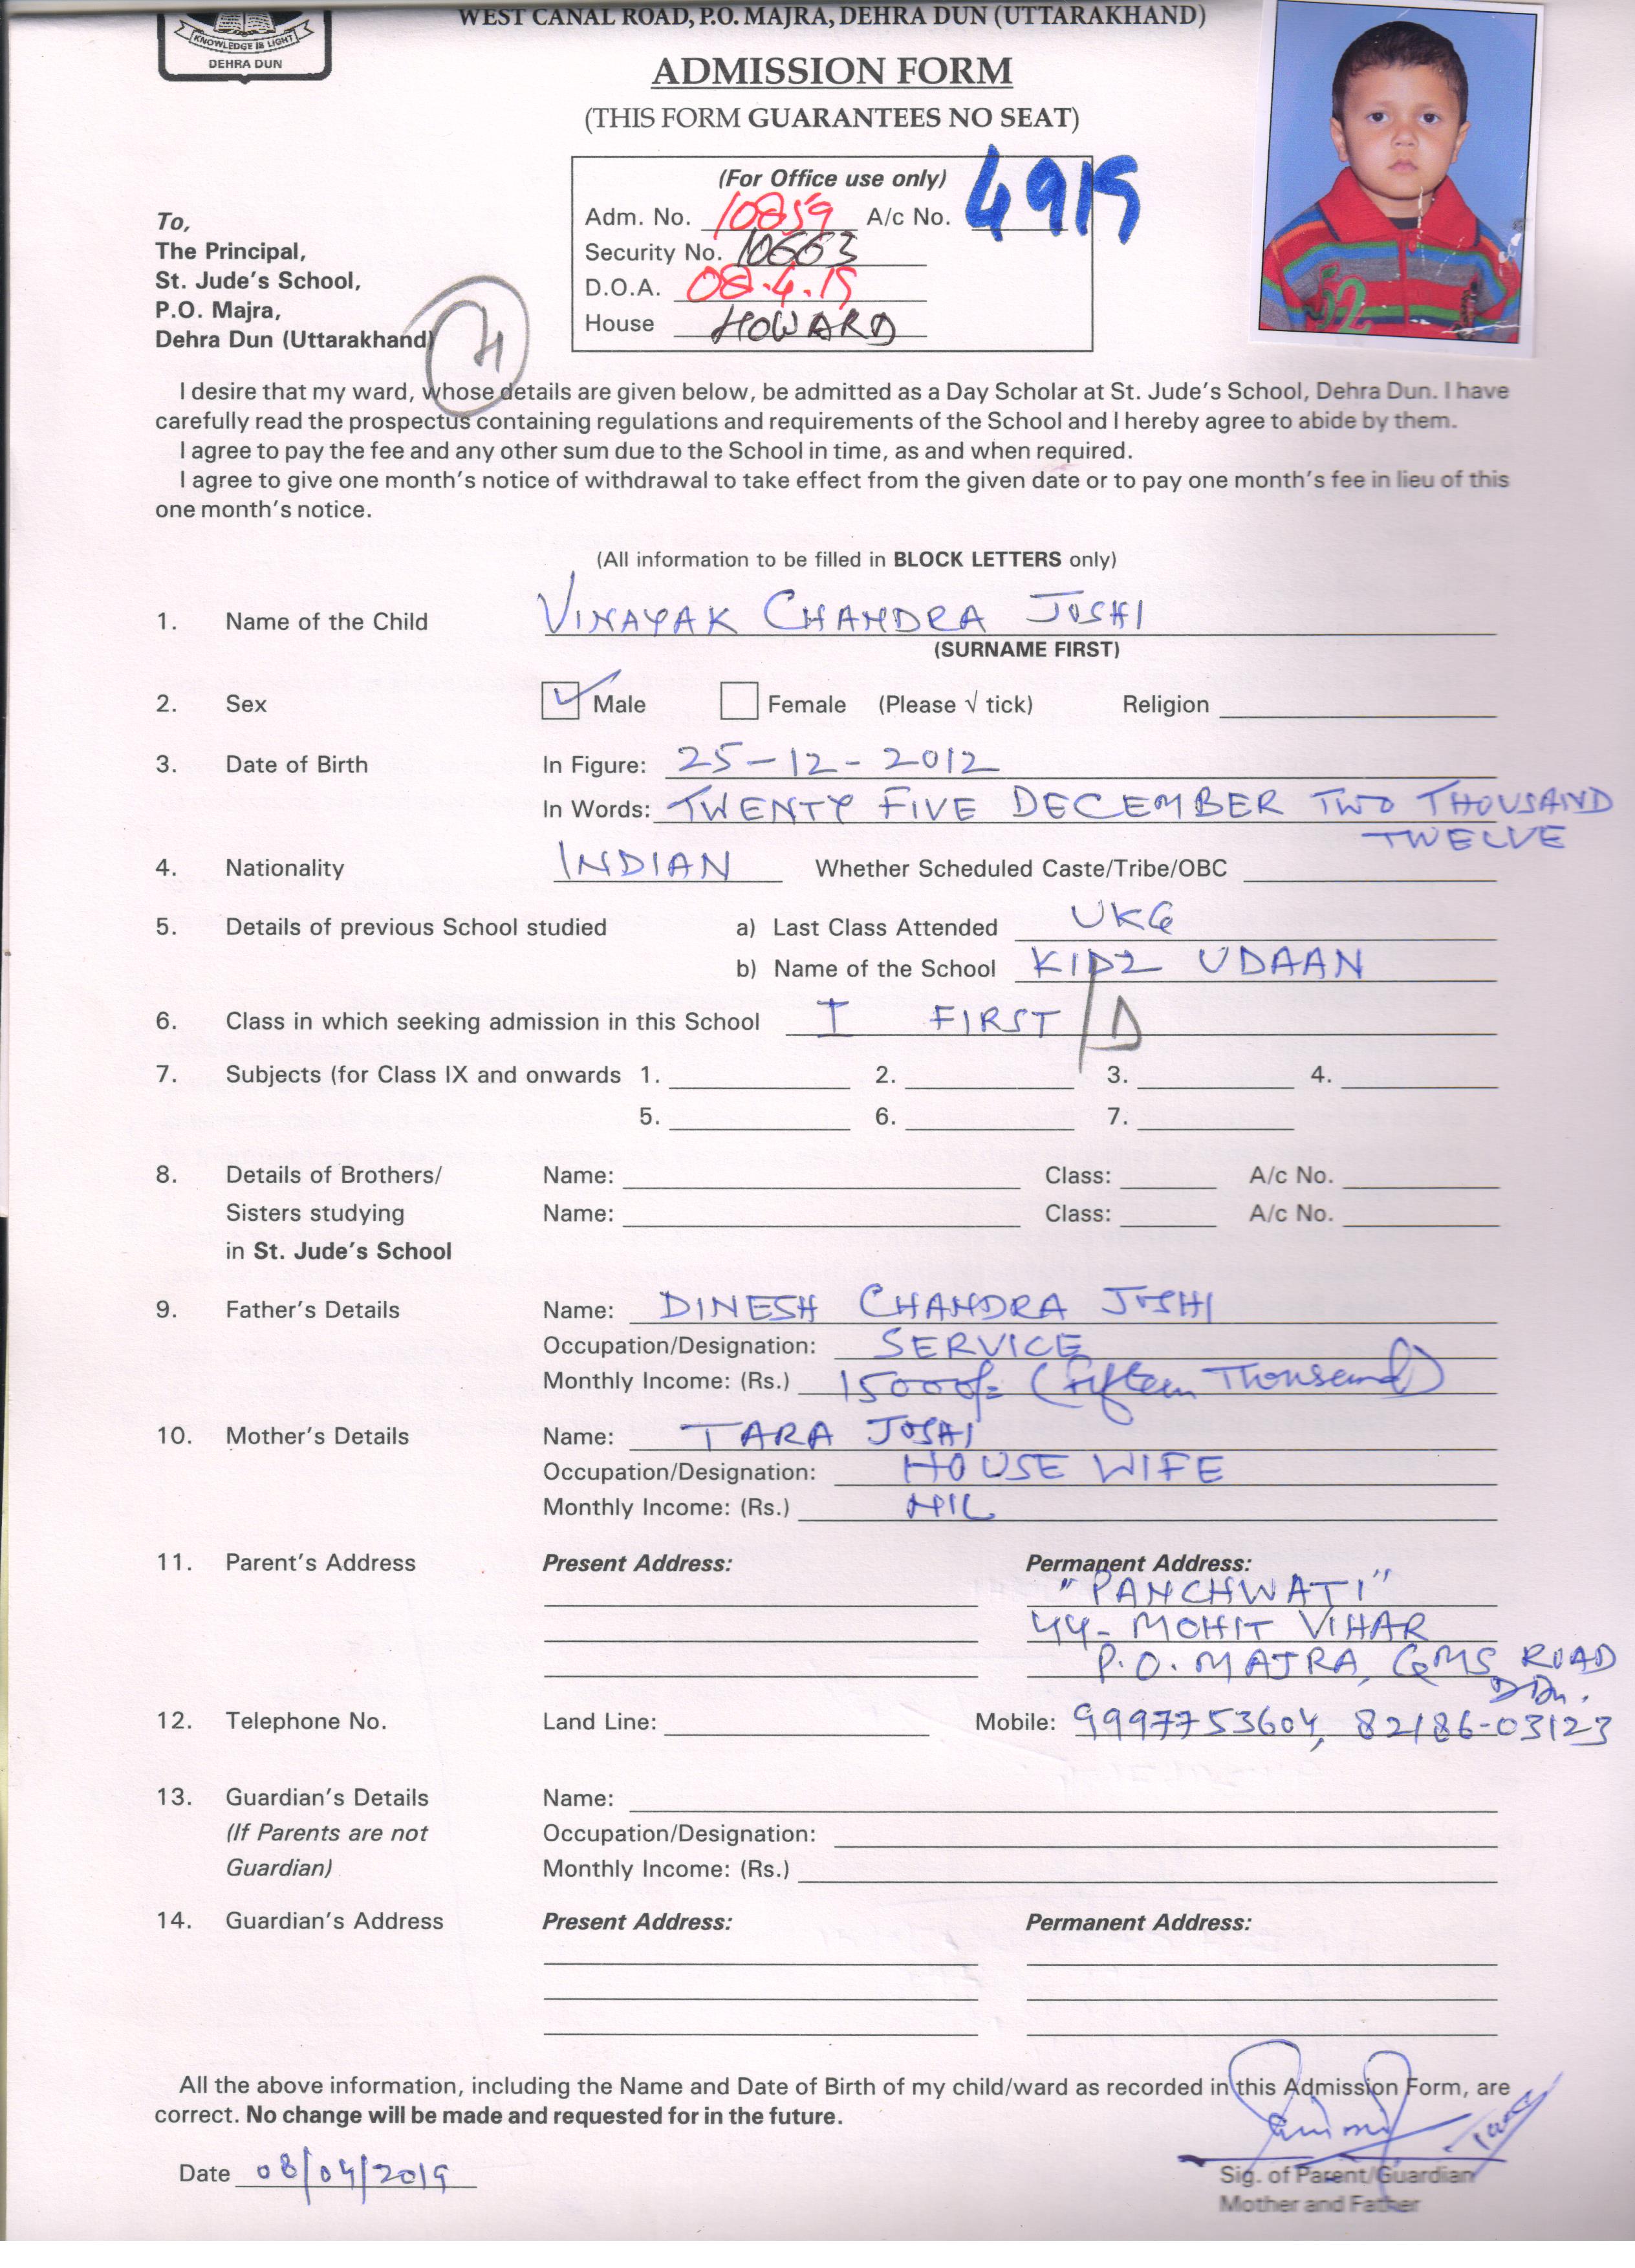 WEST CANAL ROAD, P.O. MAJRA, DEHRA DUN (UTTARAKHAND)
KNOWLEDGE IS LIGHT
DEHRA DUN
ADMISSION FORM
(THIS FORM GUARANTEES NO SEAT)
(For Office use only)
Adm. No. 10859 A/c No. 4919
Security No. 10663
D.O.A. 08.4.19
House HOWARD
To,
The Principal,
St. Jude's School,
P.O. Majra,
Dehra Dun (Uttarakhand)
I desire that my ward, whose details are given below, be admitted as a Day Scholar at St. Jude's School, Dehra Dun. I have
carefully read the prospectus containing regulations and requirements of the School and I hereby agree to abide by them.
I agree to pay the fee and any other sum due to the School in time, as and when required.
I agree to give one month's notice of withdrawal to take effect from the given date or to pay one month's fee in lieu of this
one month's notice.
(All information to be filled in BLOCK LETTERS only)
1. Name of the Child VINAYAK CHANDRA JOSHI
(SURNAME FIRST)
2. Sex Male Female (Please √ tick) Religion
3. Date of Birth In Figure: 25-12-2012
In Words: TWENTY FIVE DECEMBER TWO THOUSAND
TWELVE
4. Nationality INDIAN Whether Scheduled Caste/Tribe/OBC
5. Details of previous School studied a) Last Class Attended UKG
b) Name of the School KIDZ UDAAN
6. Class in which seeking admission in this School I FIRST / D
7. Subjects (for Class IX and onwards 1. 2. 3. 4.
5. 6. 7.
8. Details of Brothers/ Name: Class: A/c No.
Sisters studying Name: Class: A/c No.
in St. Jude's School
9. Father's Details Name: DINESH CHANDRA JOSHI
Occupation/Designation: SERVICE
Monthly Income: (Rs.) 15000/= (Fifteen Thousand)
10. Mother's Details Name: TARA JOSHI
Occupation/Designation: HOUSE WIFE
Monthly Income: (Rs.) NIL
11. Parent's Address Present Address: Permanent Address:
"PANCHWATI"
44- MOHIT VIHAR
P.O. MAJRA, GMS ROAD
DDn.
12. Telephone No. Land Line: Mobile: 9997753604, 82186-03123
13. Guardian's Details Name:
(If Parents are not Occupation/Designation:
Guardian) Monthly Income: (Rs.)
14. Guardian's Address Present Address: Permanent Address:
All the above information, including the Name and Date of Birth of my child/ward as recorded in this Admission Form, are
correct. No change will be made and requested for in the future.
Date 08/04/2019
Tara
Sig. of Parent/Guardian
Mother and Father